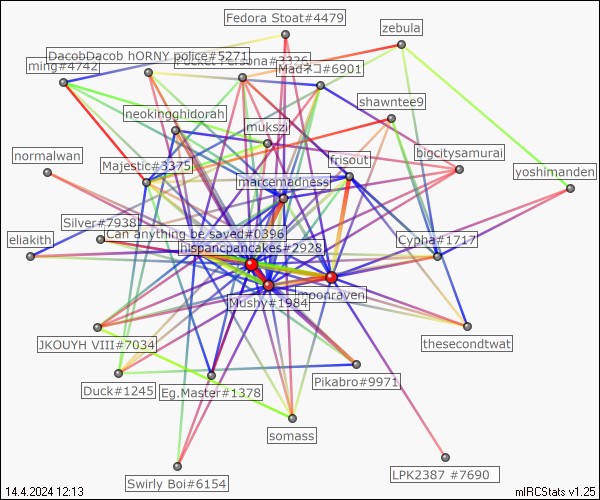 Fedora Stoat#4479
zebula
DacobDacob hORNY police#5271
ming#4742
Madネコ#6901
shawntee9
neokingghidorah
mukszi
normalwan
Majestic#3375
frisout
bigcitysamurai
yoshimanden
marcemadness
Silver#7938
Can anything be saved#0396
eliakith
hispancpancakes#2928
Cypha#1717
Mushy#1984
moonraven
JKOUYH VIII#7034
thesecondtwat
Duck#1245
Eg.Master#1378
Pikabro#9971
somass
Swirly Boi#6154
LPK2387 #7690
14.4.2024 12:13
mIRCStats v1.25